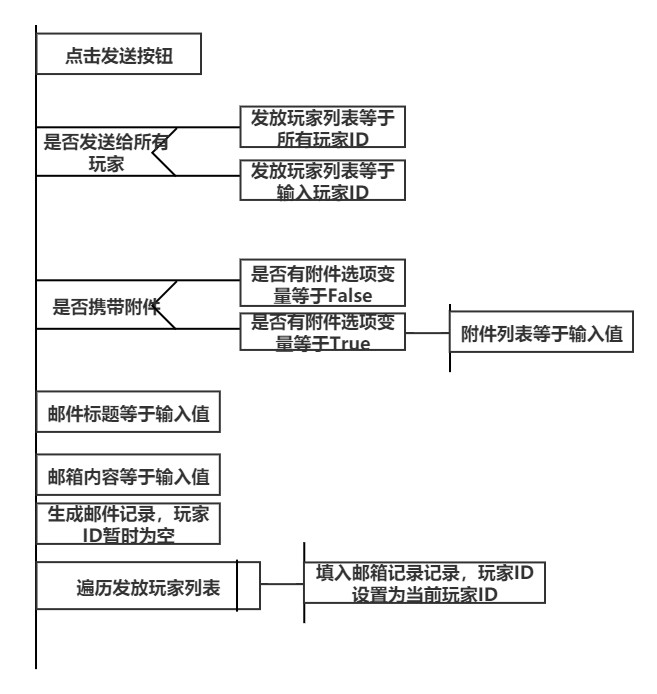 点击发送按钮
发放玩家列表等于
所有玩家ID
是否发送给所有
玩家
发放玩家列表等于
输入玩家ID
是否有附件选项变
量等于False
是否携带附件
是否有附件选项变
量等于True
附件列表等于输入值
邮件标题等于输入值
邮箱内容等于输入值
生成邮件记录，玩家
ID暂时为空
遍历发放玩家列表
填入邮箱记录记录，玩家ID
设置为当前玩家ID